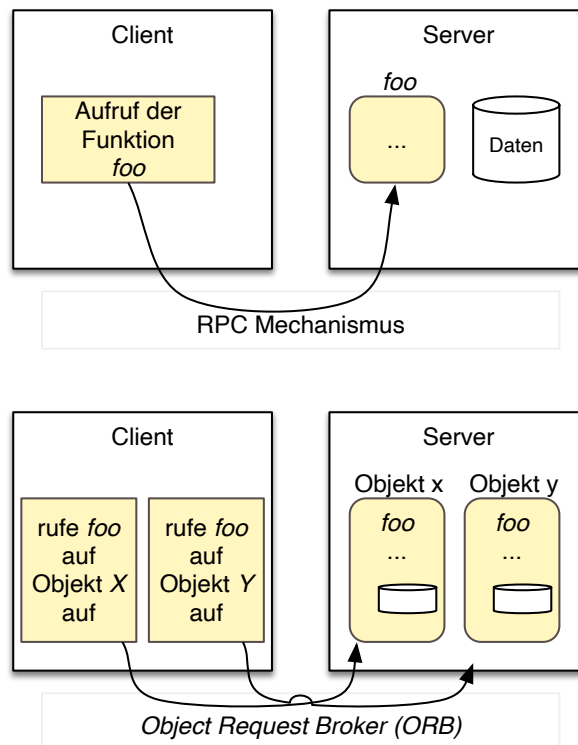 Client
Server
Aufruf der
Funktion
foo
foo
...
Daten
RPC Mechanismus
Client
Server
rufe foo
auf
Objekt X
auf
rufe foo
auf
Objekt Y
auf
Objekt x
foo
...
Objekt y
foo
...
Object Request Broker (ORB)